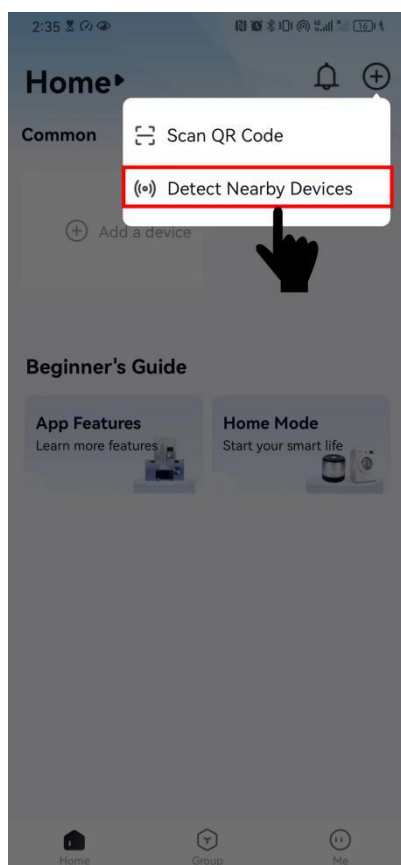 2:35
16
Home
Common
Scan QR Code
Detect Nearby Devices
Add a device
Beginner's Guide
App Features
Learn more features
Home Mode
Start your smart life
Home
Group
Me